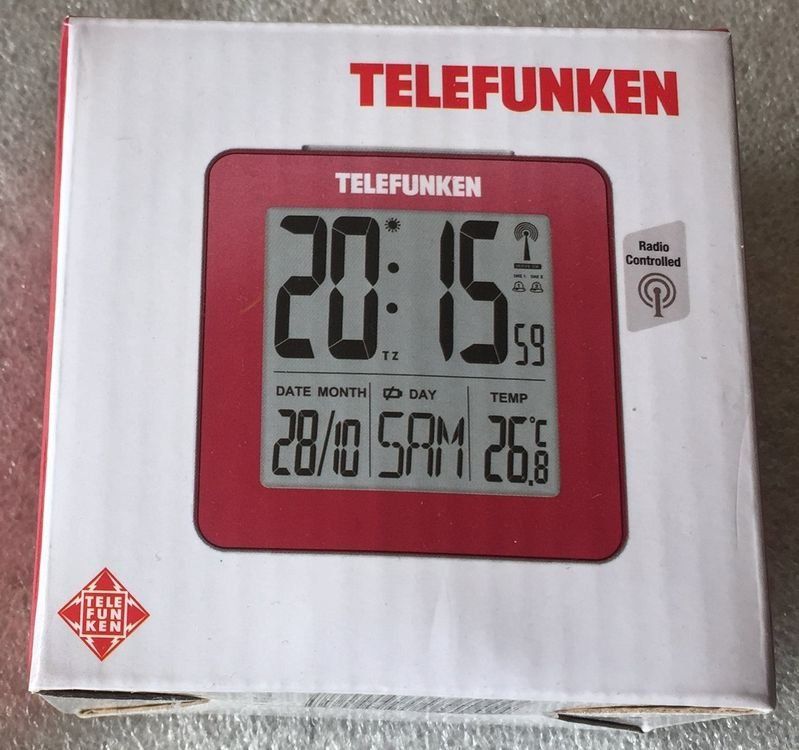 TELEFUNKEN
TELEFUNKEN
20:15
59
TZ
Radio
Controlled
DATE MONTH DAY TEMP
28/10 SAM 26.8°C
TELE
FUN
KEN